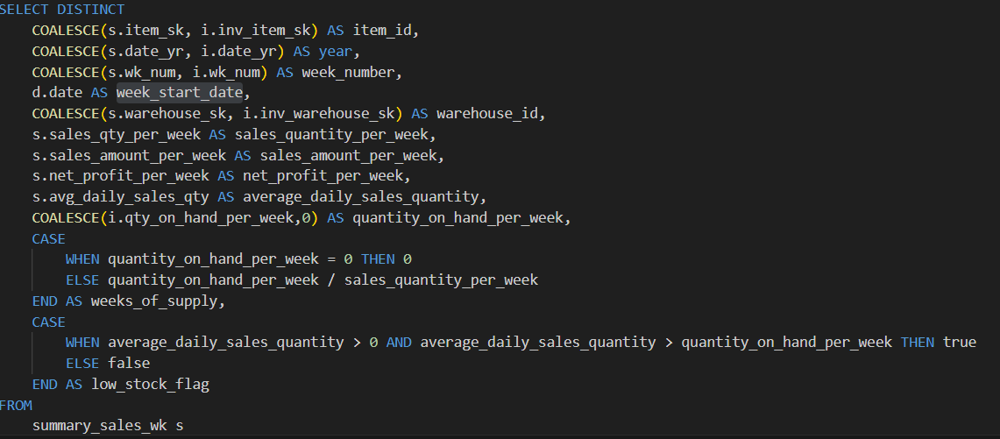 SELECT DISTINCT
COALESCE(s.item_sk, i.inv_item_sk) AS item_id,
COALESCE(s.date_yr, i.date_yr) AS year,
COALESCE(s.wk_num, i.wk_num) AS week_number,
d.date AS week_start_date,
COALESCE(s.warehouse_sk, i.inv_warehouse_sk) AS warehouse_id,
s.sales_qty_per_week AS sales_quantity_per_week,
s.sales_amount_per_week AS sales_amount_per_week,
s.net_profit_per_week AS net_profit_per_week,
s.avg_daily_sales_qty AS average_daily_sales_quantity,
COALESCE(i.qty_on_hand_per_week,0) AS quantity_on_hand_per_week,
CASE
WHEN quantity_on_hand_per_week = 0 THEN 0
ELSE quantity_on_hand_per_week / sales_quantity_per_week
END AS weeks_of_supply,
CASE
WHEN average_daily_sales_quantity > 0 AND average_daily_sales_quantity > quantity_on_hand_per_week THEN true
ELSE false
END AS low_stock_flag
FROM
summary_sales_wk s